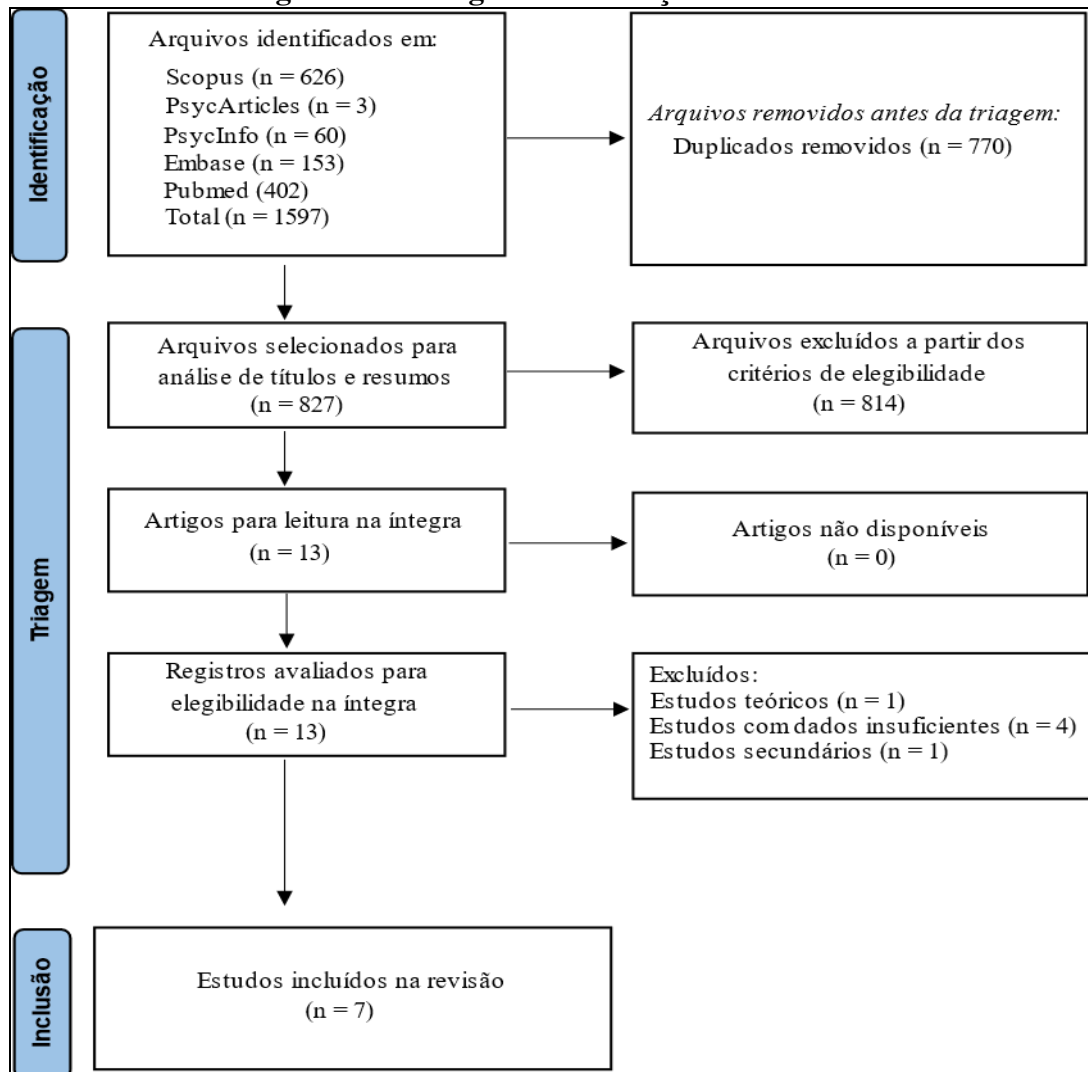 Identificação
Arquivos identificados em:
Scopus (n = 626)
PsycArticles (n = 3)
PsycInfo (n = 60)
Embase (n = 153)
Pubmed (402)
Total (n = 1597)
Arquivos removidos antes da triagem:
Duplicados removidos (n = 770)
Triagem
Arquivos selecionados para
análise de títulos e resumos
(n = 827)
Arquivos excluídos a partir dos
critérios de elegibilidade
(n = 814)
Artigos para leitura na íntegra
(n = 13)
Artigos não disponíveis
(n = 0)
Registros avaliados para
elegibilidade na íntegra
(n = 13)
Excluídos:
Estudos teóricos (n = 1)
Estudos com dados insuficientes (n = 4)
Estudos secundários (n = 1)
Inclusão
Estudos incluídos na revisão
(n = 7)